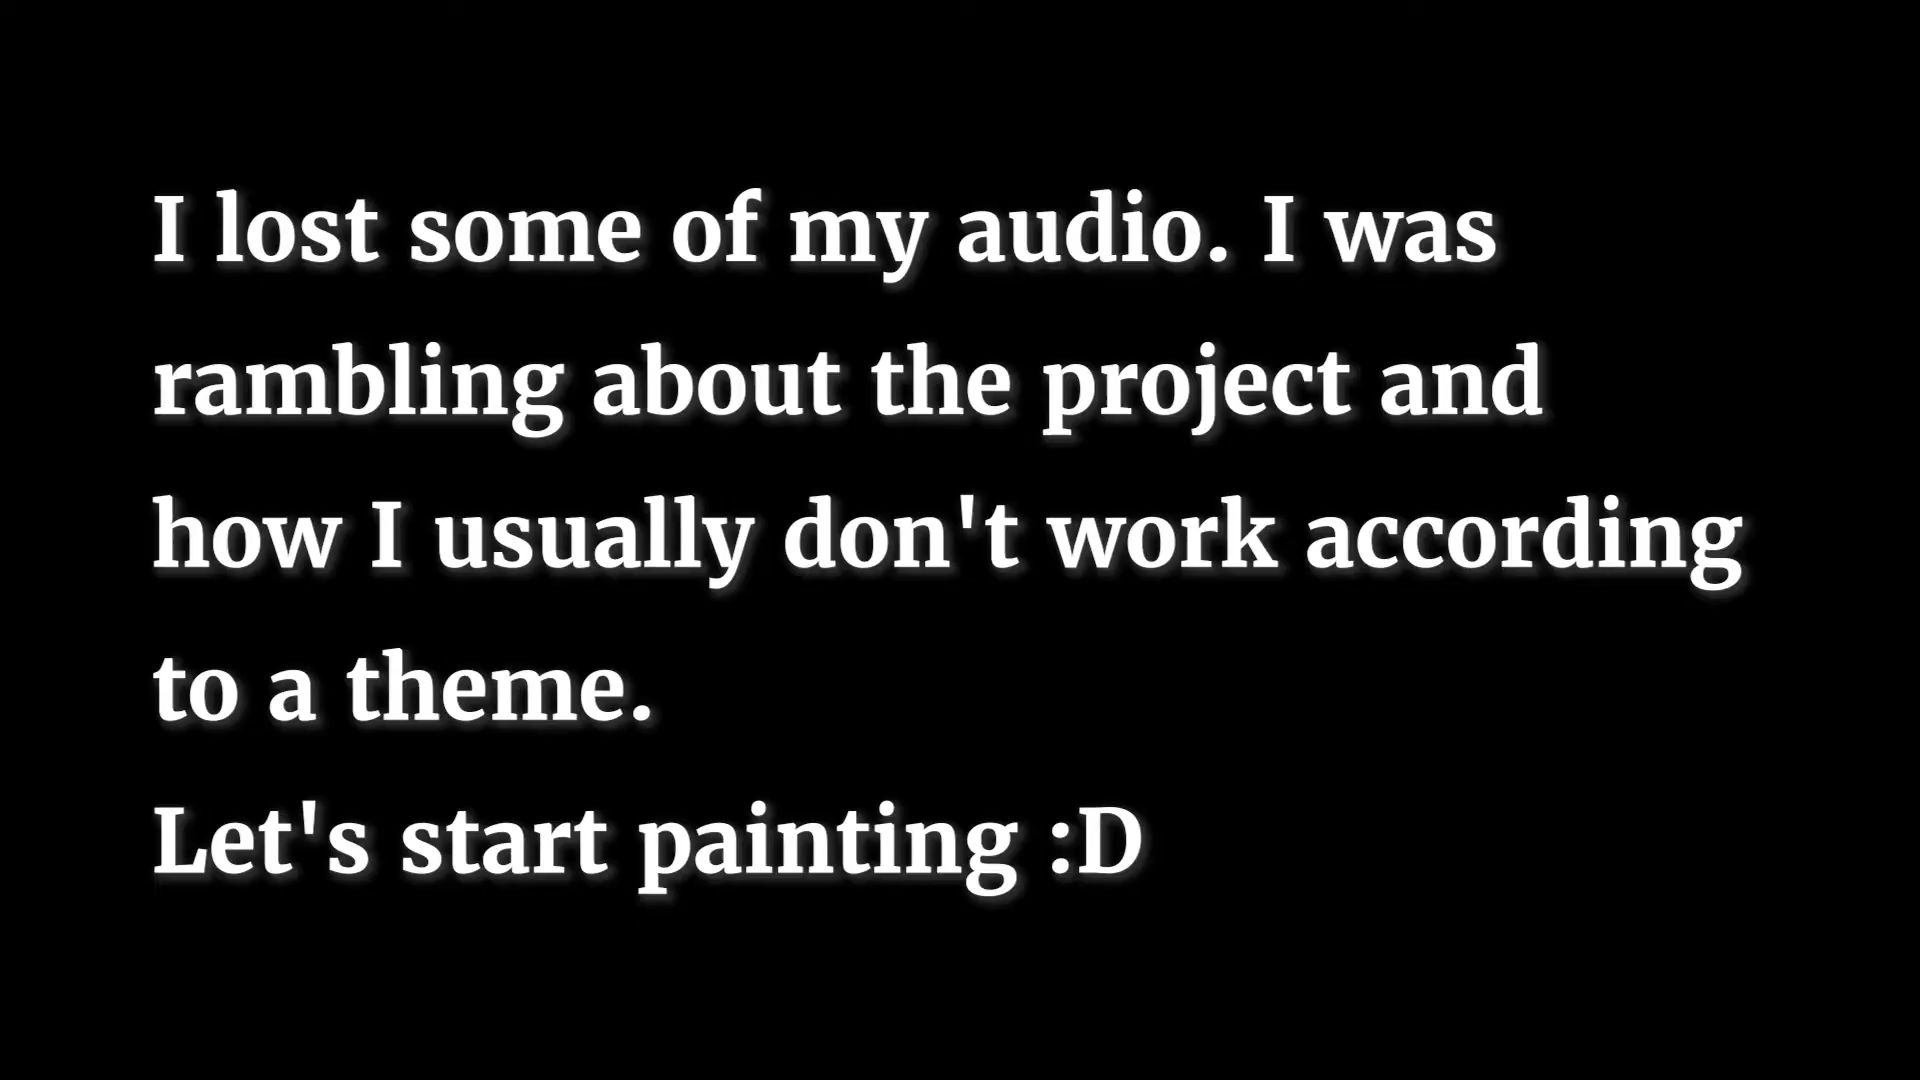 I lost some of my audio. I was
rambling about the project and
how I usually don't work according
to a theme.
Let's start painting :D